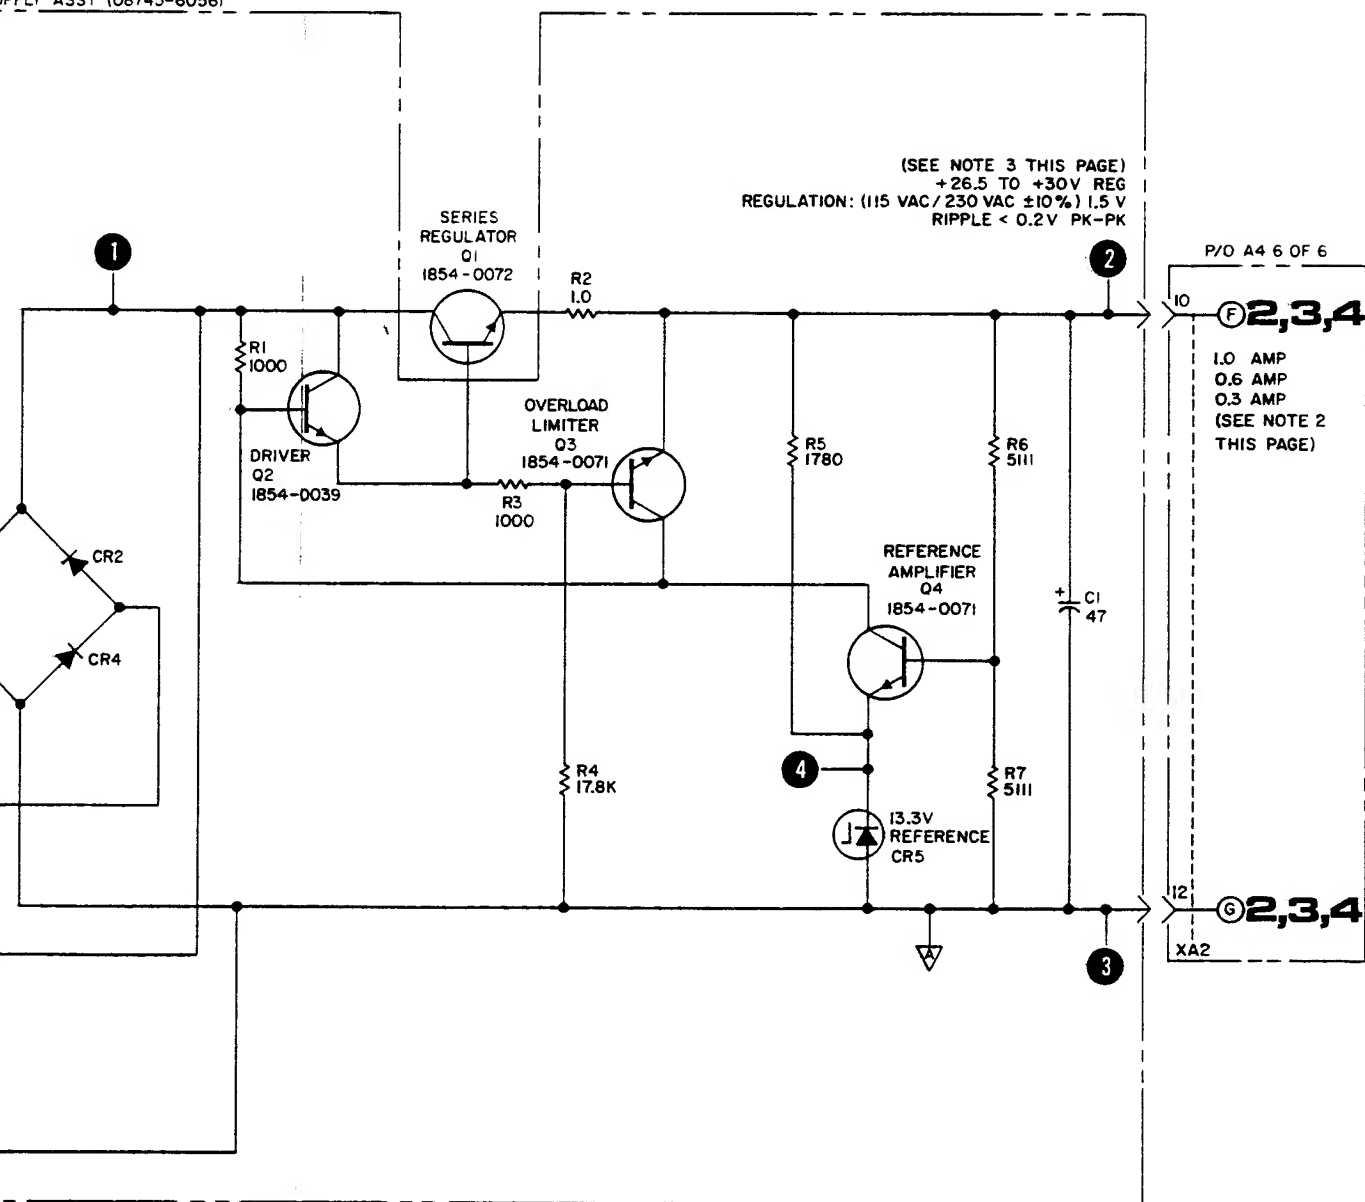 ASSY (08745-6056)
(SEE NOTE 3 THIS PAGE)
+26.5 TO +30V REG
REGULATION: (115 VAC/230 VAC ±10%) 1.5 V
RIPPLE < 0.2V PK-PK
SERIES
REGULATOR
Q1
1854-0072
1
R2
1.0
2
P/O A4 6 OF 6
10
F 2,3,4
R1
1000
1.0 AMP
0.6 AMP
0.3 AMP
(SEE NOTE 2
THIS PAGE)
OVERLOAD
LIMITER
Q3
1854-0071
DRIVER
Q2
1854-0039
R3
1000
R5
1780
R6
5111
CR2
CR4
REFERENCE
AMPLIFIER
Q4
1854-0071
+
C1
47
R4
17.8K
4
R7
5111
13.3V
REFERENCE
CR5
12
G 2,3,4
A
3
XA2